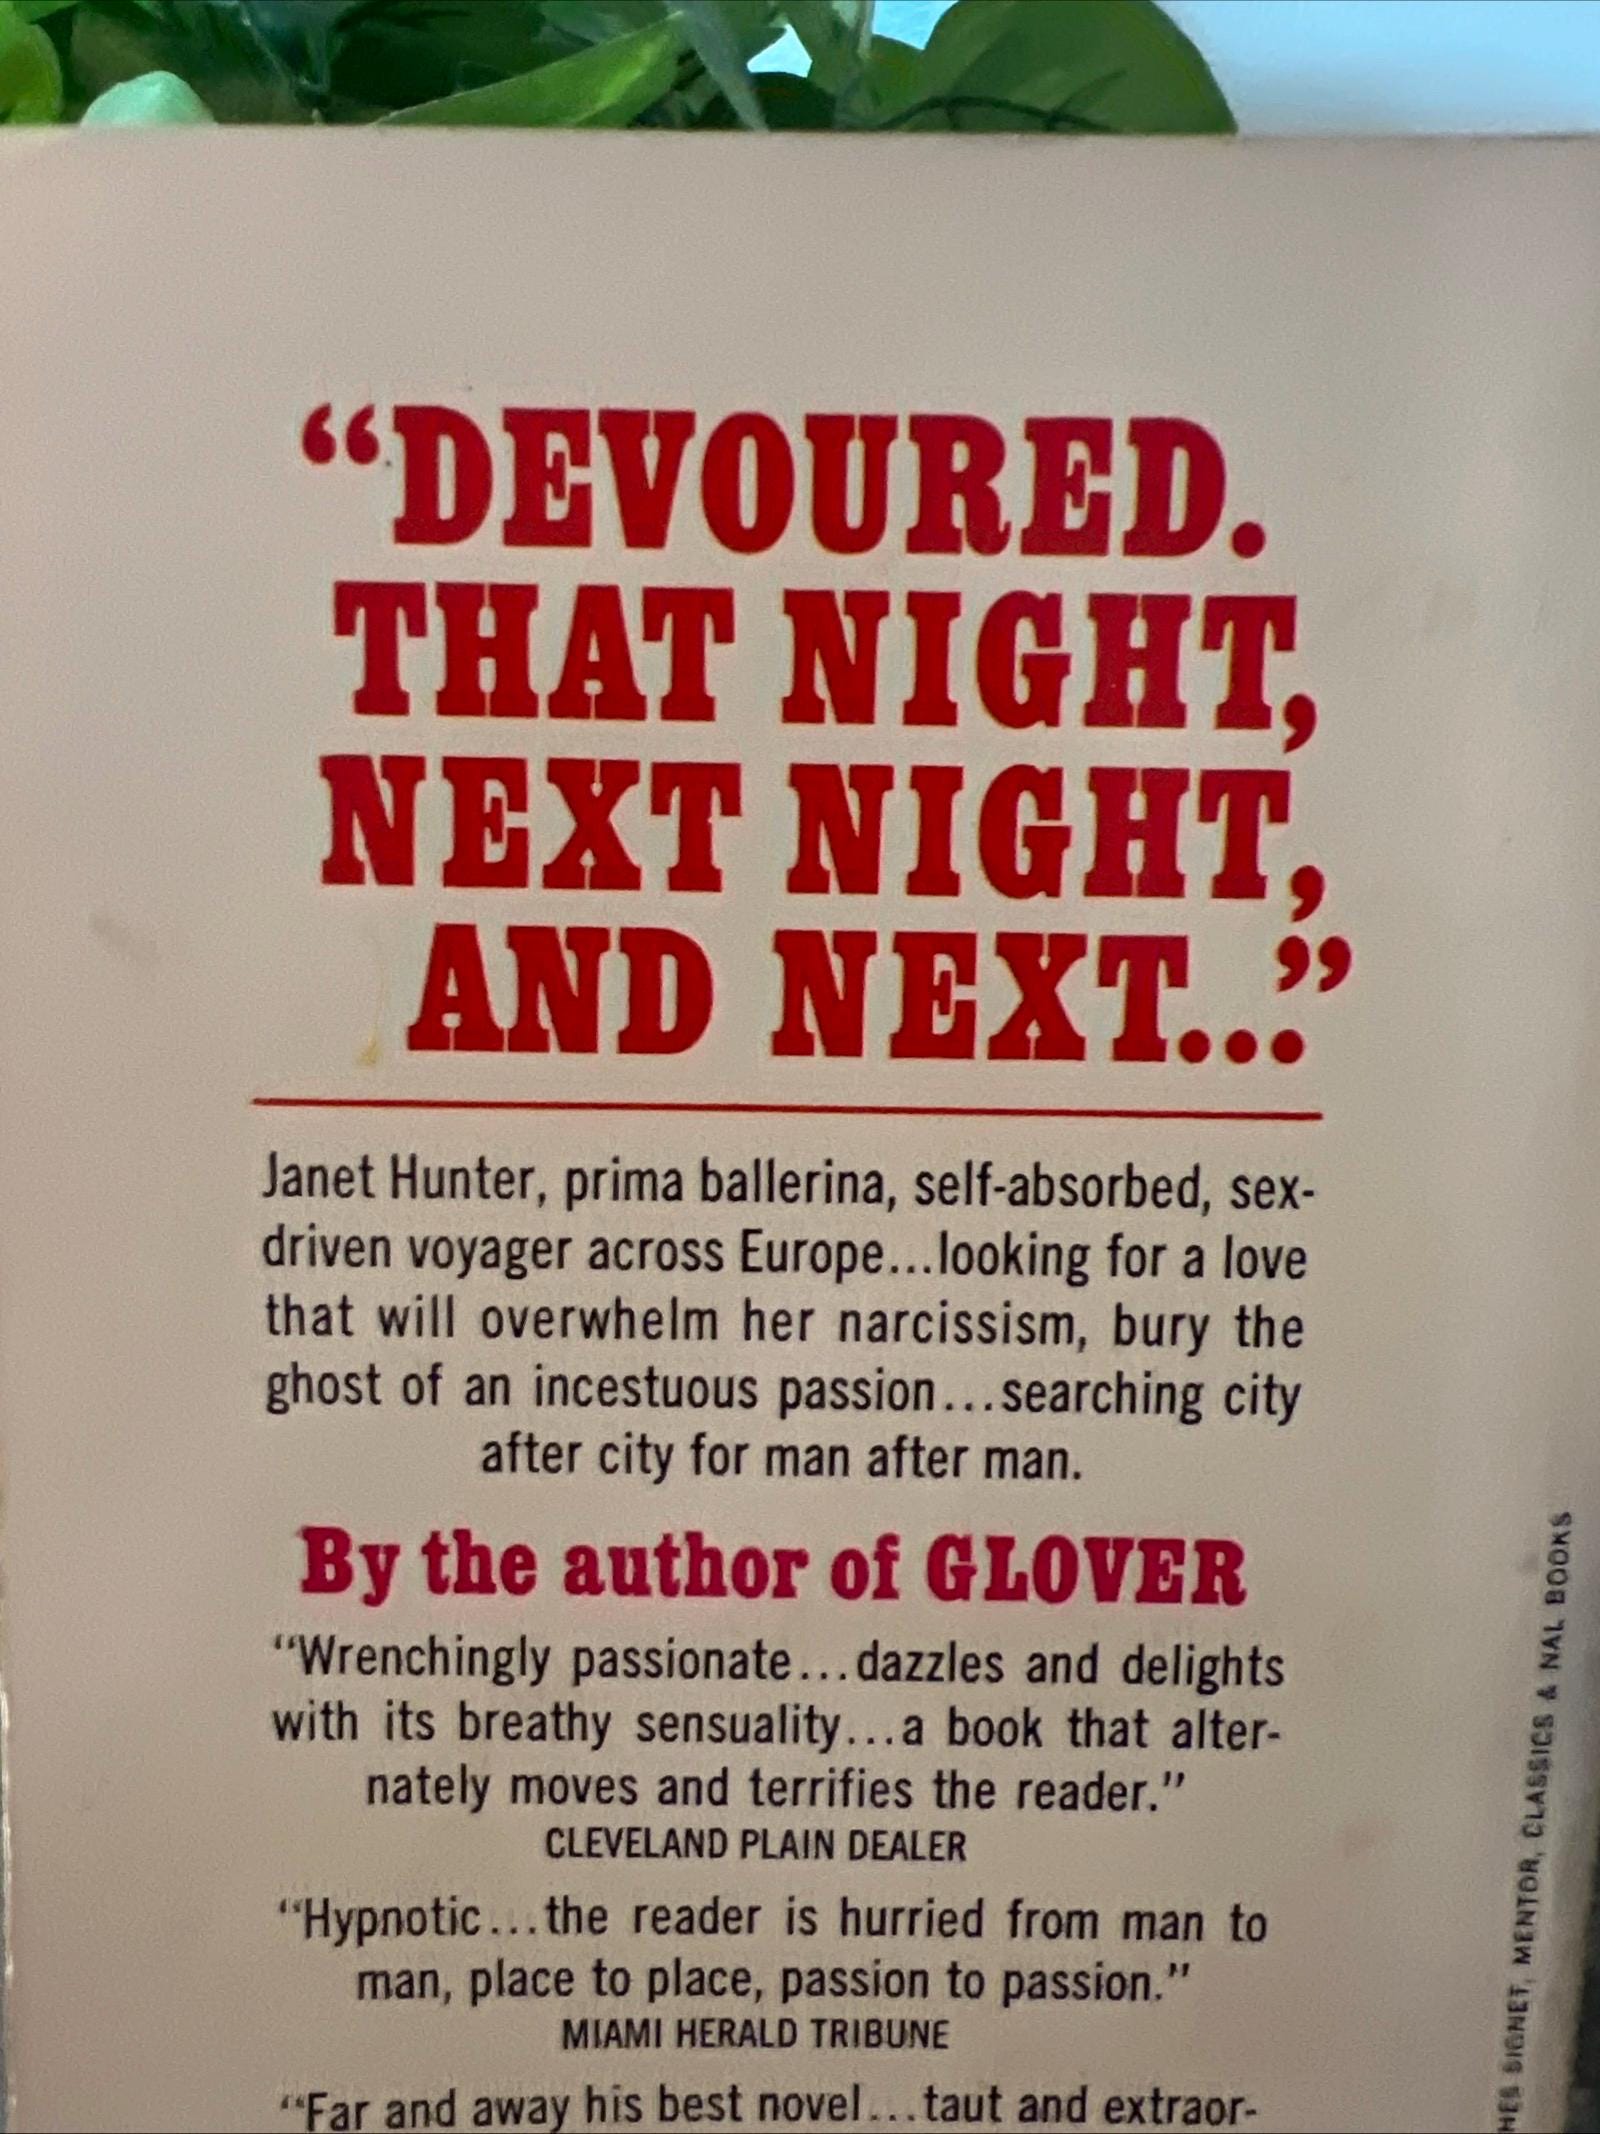 “DEVOURED.
THAT NIGHT,
NEXT NIGHT,
AND NEXT...”
Janet Hunter, prima ballerina, self-absorbed, sex-
driven voyager across Europe...looking for a love
that will overwhelm her narcissism, bury the
ghost of an incestuous passion...searching city
after city for man after man.
By the author of GLOVER
“Wrenchingly passionate...dazzles and delights
with its breathy sensuality...a book that alter-
nately moves and terrifies the reader.”
CLEVELAND PLAIN DEALER
“Hypnotic...the reader is hurried from man to
man, place to place, passion to passion.”
MIAMI HERALD TRIBUNE
“Far and away his best novel...taut and extraor-
HES SIGNET, MENTOR, CLASSICS & NAL BOOKS